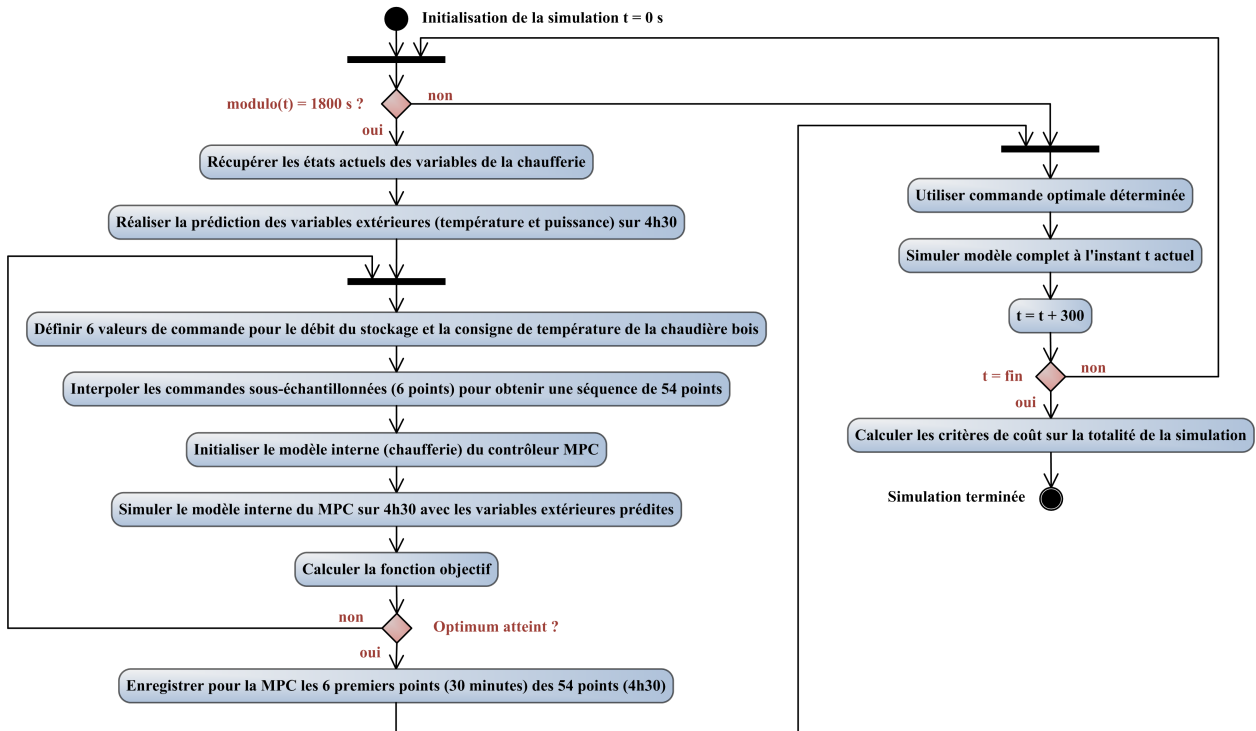 Initialisation de la simulation t = 0 s
modulo(t) = 1800 s ?
non
oui
Récupérer les états actuels des variables de la chaufferie
Réaliser la prédiction des variables extérieures (température et puissance) sur 4h30
Définir 6 valeurs de commande pour le débit du stockage et la consigne de température de la chaudière bois
Interpoler les commandes sous-échantillonnées (6 points) pour obtenir une séquence de 54 points
Initialiser le modèle interne (chaufferie) du contrôleur MPC
Simuler le modèle interne du MPC sur 4h30 avec les variables extérieures prédites
Calculer la fonction objectif
non
Optimum atteint ?
oui
Enregistrer pour la MPC les 6 premiers points (30 minutes) des 54 points (4h30)
Utiliser commande optimale déterminée
Simuler modèle complet à l'instant t actuel
t = t + 300
t = fin
non
oui
Calculer les critères de coût sur la totalité de la simulation
Simulation terminée